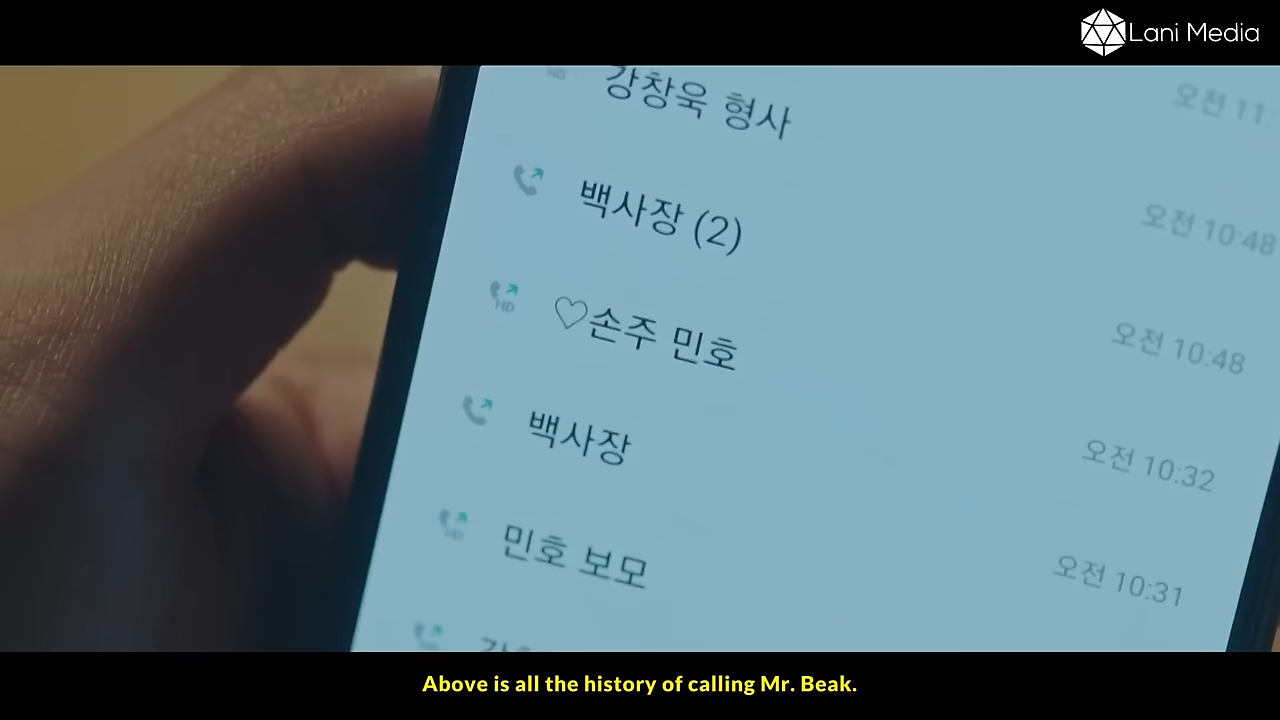 Lani Media
강창욱 형사
오전 11:
백사장 (2)
오전 10:48
♡손주 민호
오전 10:48
백사장
오전 10:32
민호 보모
오전 10:31
Above is all the history of calling Mr. Beak.